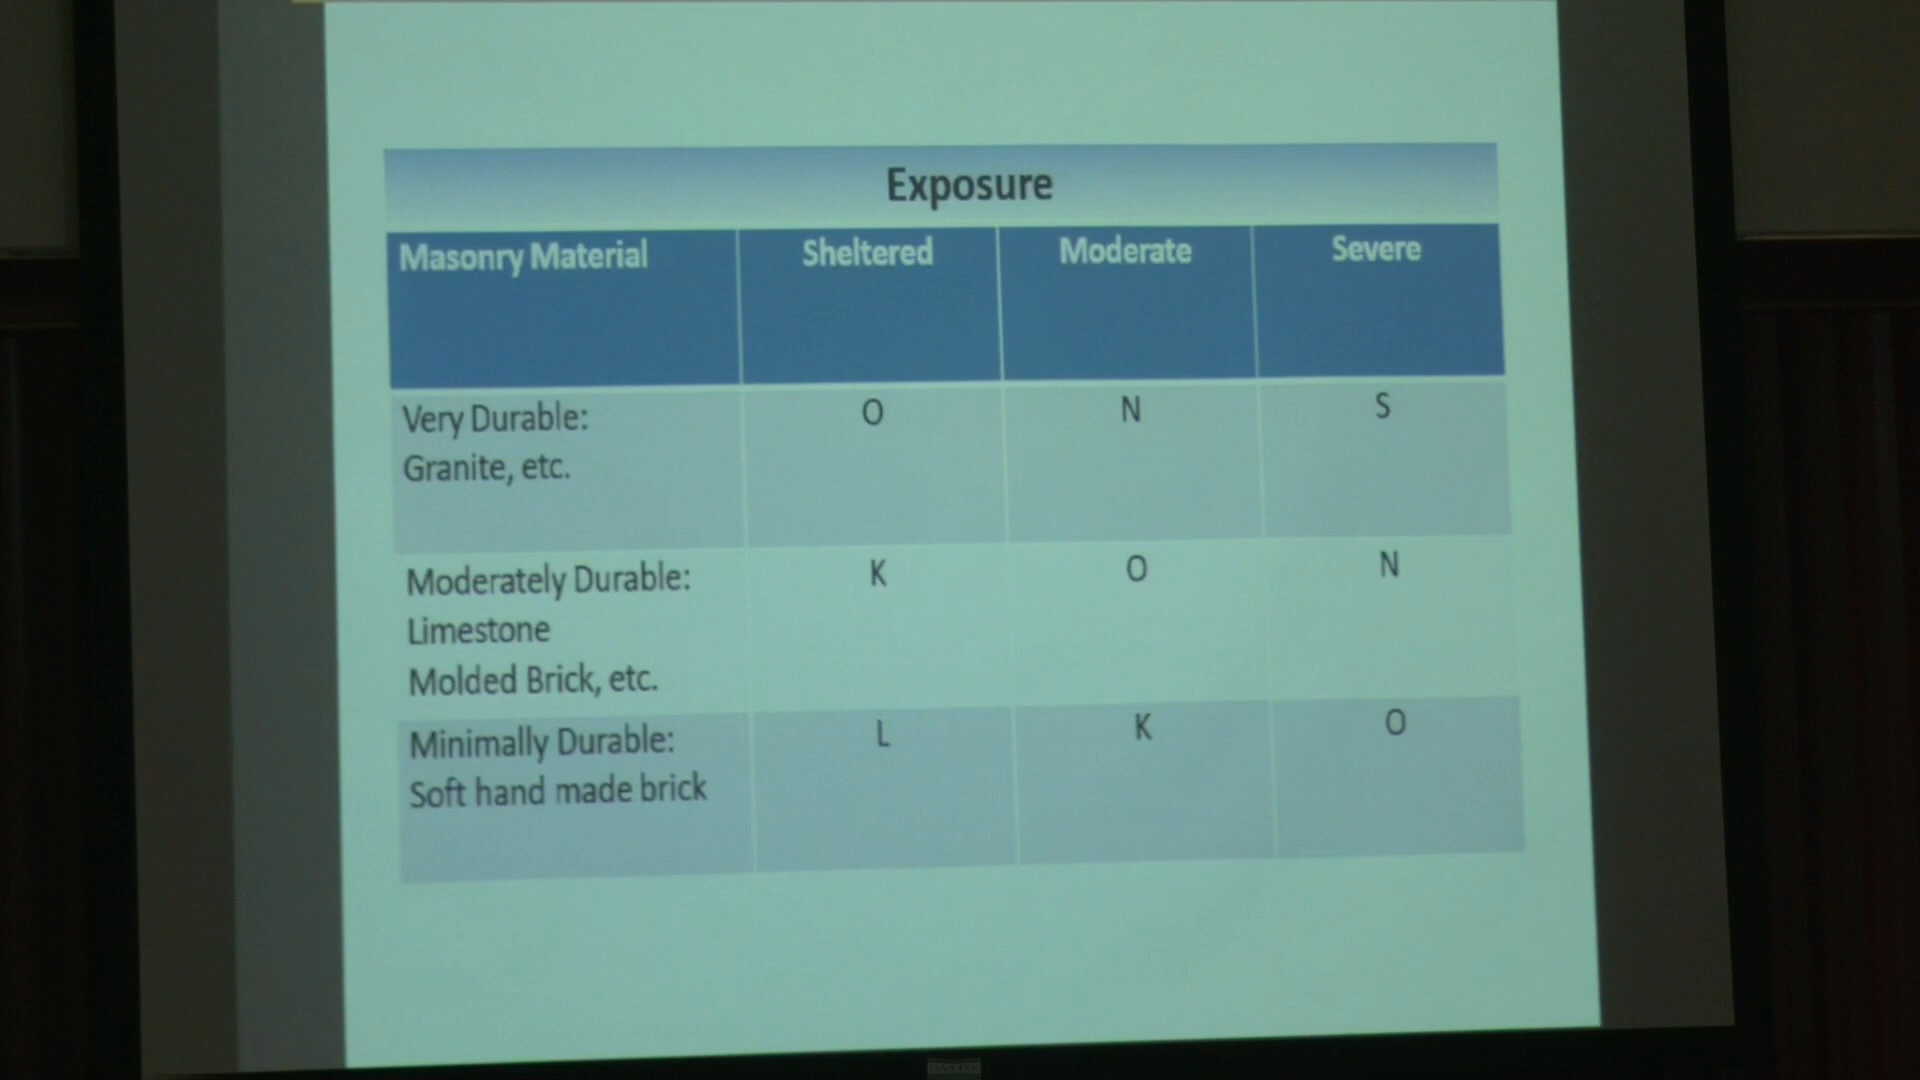 Exposure
Masonry Material Sheltered Moderate Severe
Very Durable: O N S
Granite, etc.
Moderately Durable: K O N
Limestone
Molded Brick, etc.
Minimally Durable: L K O
Soft hand made brick